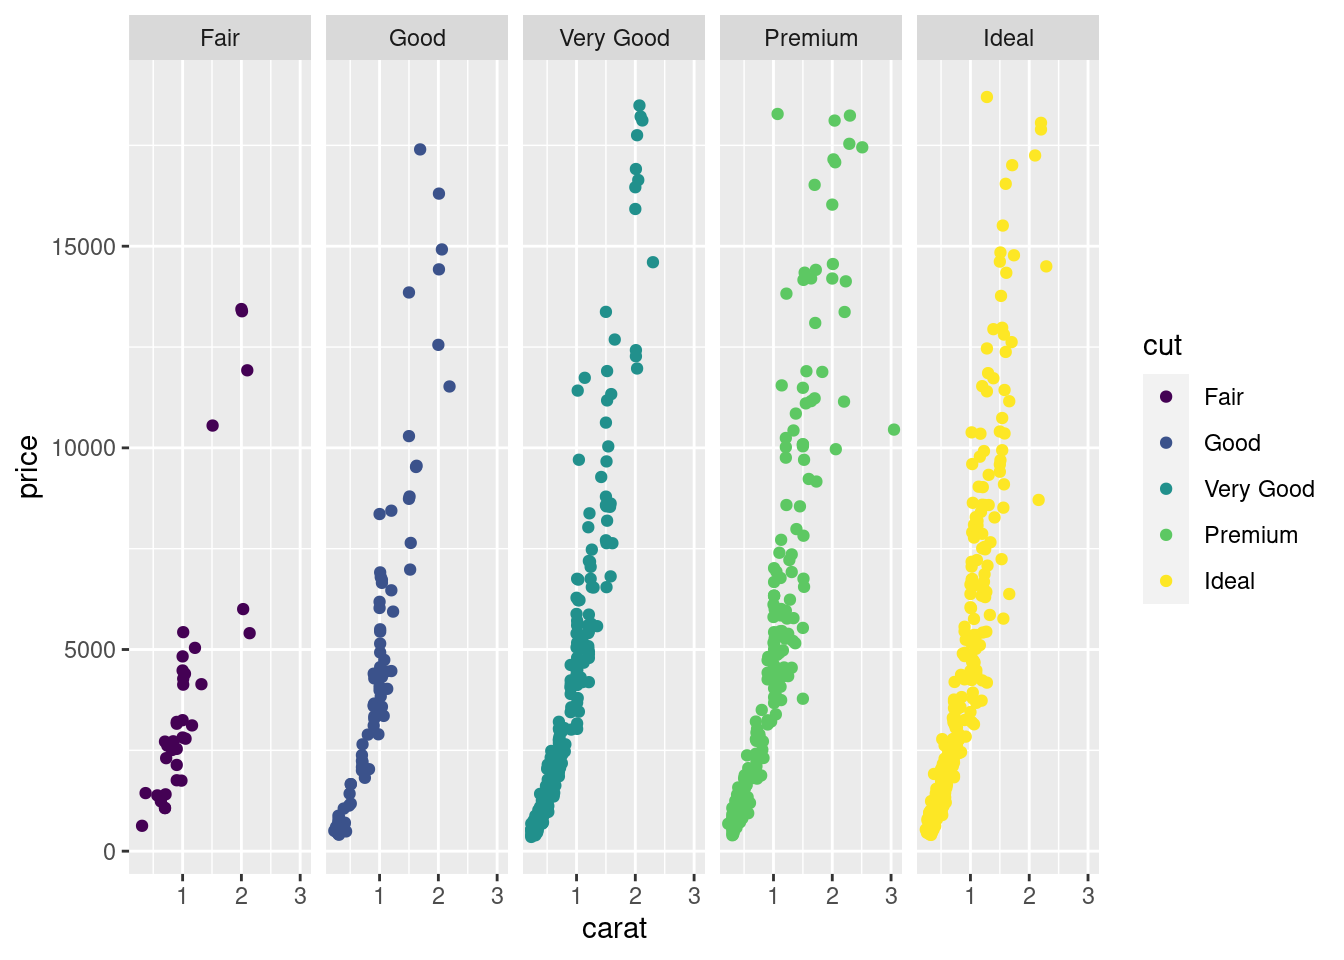 Fair Good Very Good Premium Ideal
15000
10000
5000
0
price
1 2 3 1 2 3 1 2 3 1 2 3 1 2 3
carat
cut
Fair
Good
Very Good
Premium
Ideal